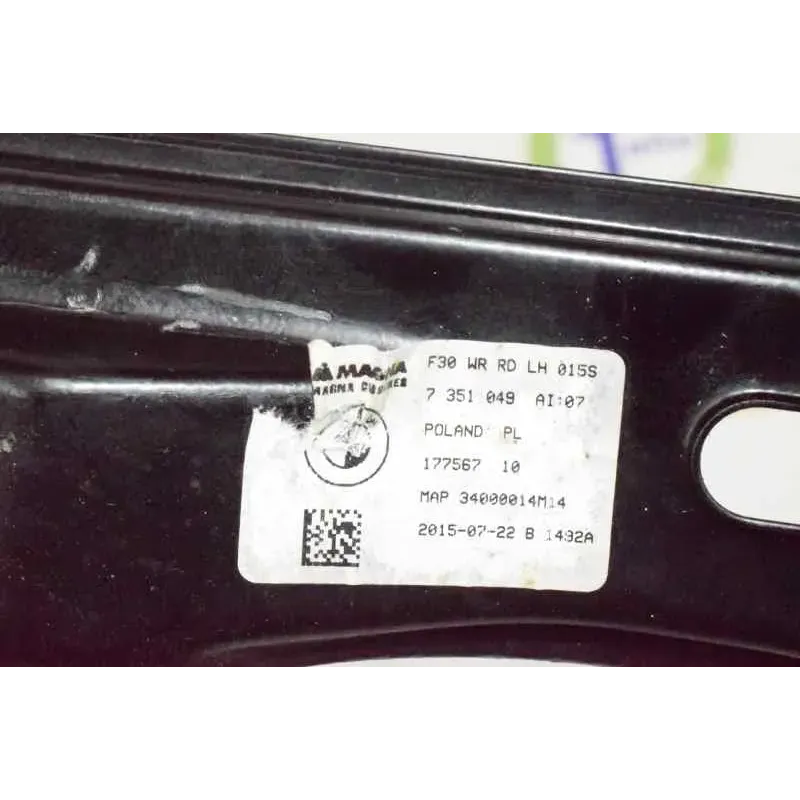 MAGNA
MAGNA
F30 WR RD LH 015S
7 351 049 AI:07
POLAND PL
177567 10
MAP 34000014M14
2015-07-22 B 1432A